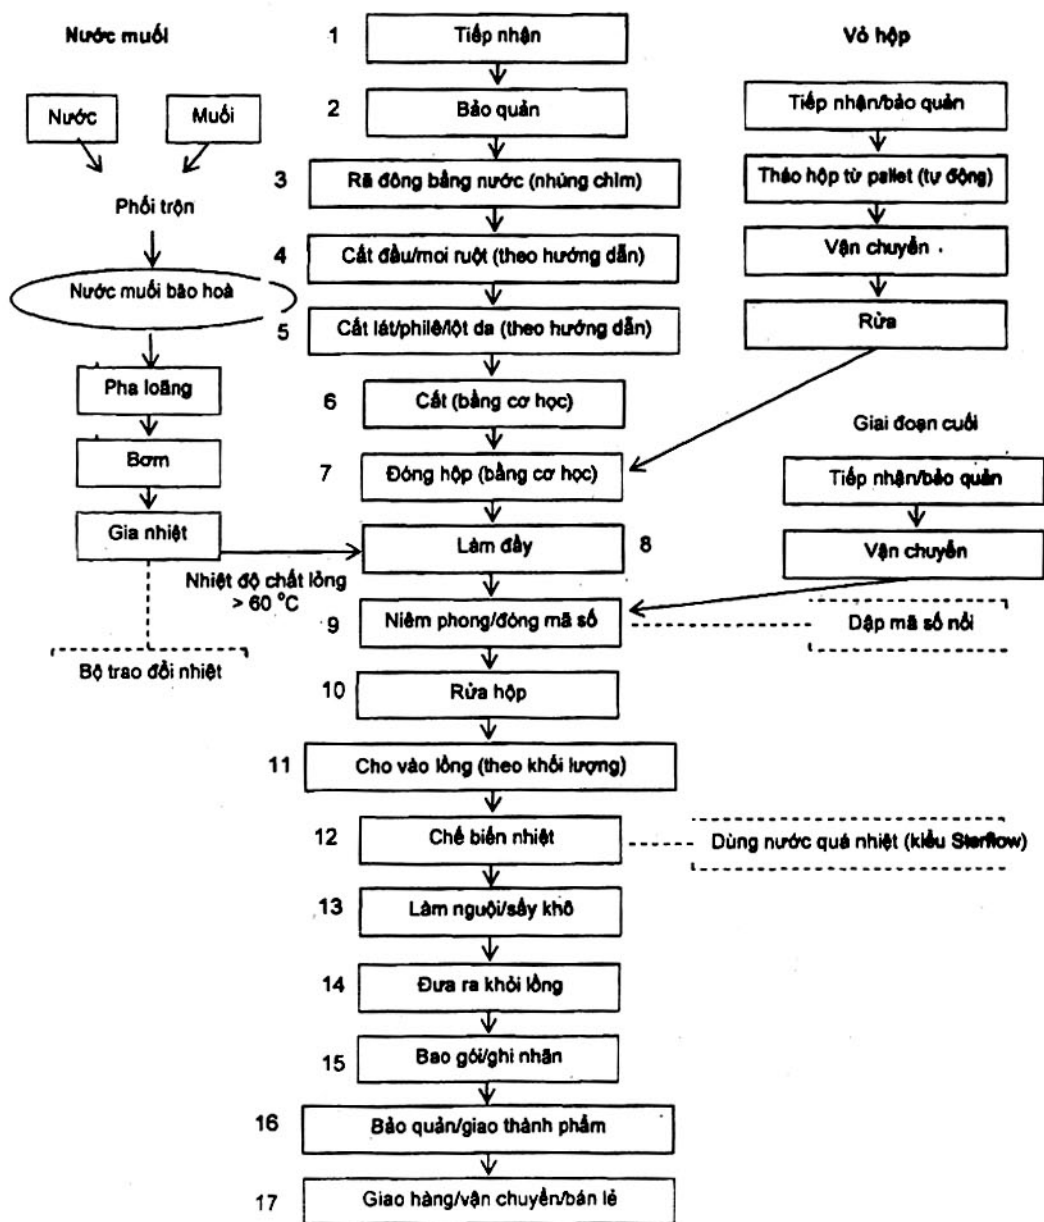 Nước muối
Nước
Muối
Phối trộn
Nước muối bão hoà
Pha loãng
Bơm
Gia nhiệt
Nhiệt độ chất lỏng
> 60 °C
Bộ trao đổi nhiệt
1 Tiếp nhận
2 Bảo quản
3 Rã đông bằng nước (nhúng chìm)
4 Cắt đầu/moi ruột (theo hướng dẫn)
5 Cắt lát/philê/lột da (theo hướng dẫn)
6 Cắt (bằng cơ học)
7 Đóng hộp (bằng cơ học)
Làm đầy 8
9 Niêm phong/đóng mã số
10 Rửa hộp
11 Cho vào lồng (theo khối lượng)
12 Chế biến nhiệt
13 Làm nguội/sấy khô
14 Đưa ra khỏi lồng
15 Bao gói/ghi nhãn
16 Bảo quản/giao thành phẩm
17 Giao hàng/vận chuyển/bán lẻ
Vỏ hộp
Tiếp nhận/bảo quản
Tháo hộp từ pallet (tự động)
Vận chuyển
Rửa
Giai đoạn cuối
Tiếp nhận/bảo quản
Vận chuyển
Dập mã số nổi
Dùng nước quá nhiệt (kiểu Sterflow)